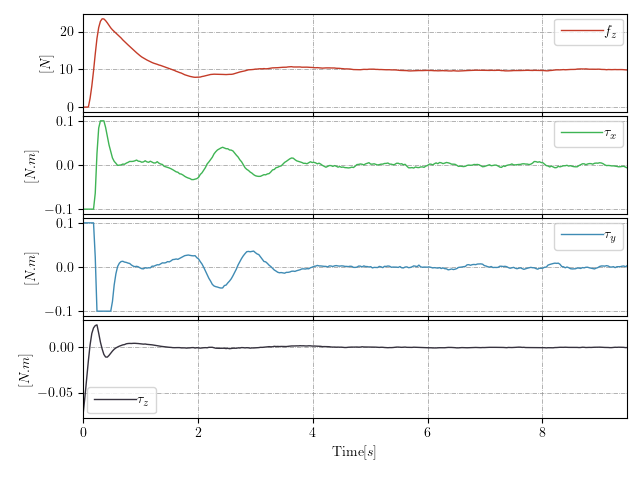 20
10
0
[N]
f_z
0.1
0.0
−0.1
[N.m]
τ_x
0.1
0.0
−0.1
[N.m]
τ_y
0.00
−0.05
[N.m]
τ_z
0 2 4 6 8
Time[s]